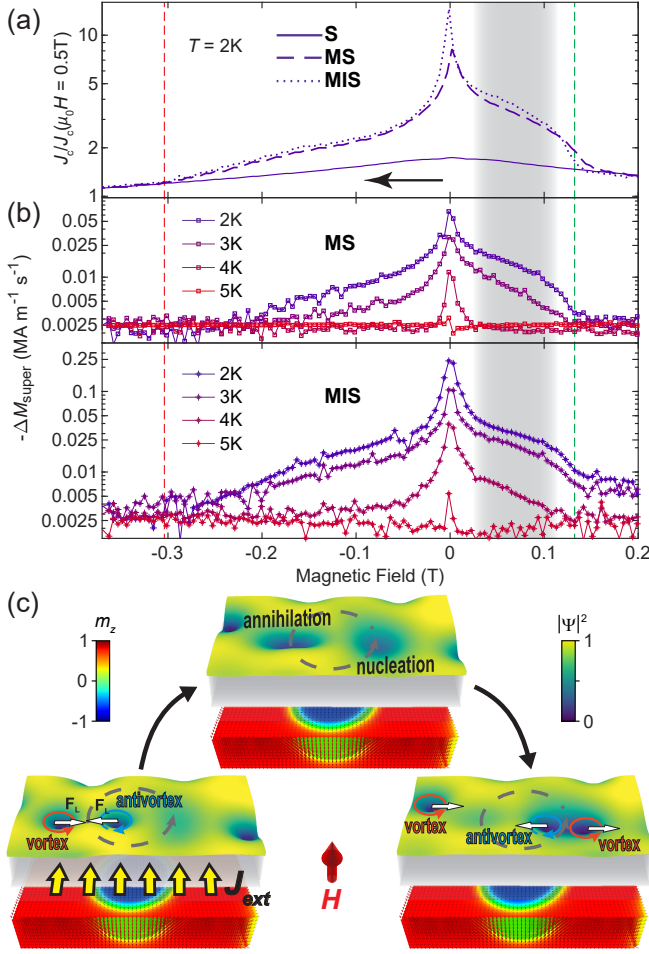 (a)
T = 2K
S
MS
MIS
10
5
2
1
J_c/J_c(μ_0H = 0.5T)
(b)
2K
3K
4K
5K
MS
0.05
0.025
0.01
0.005
0.0025
2K
3K
4K
5K
MIS
0.25
0.1
0.05
0.025
0.01
0.005
0.0025
-ΔM_super (MA m⁻¹ s⁻¹)
-0.3 -0.2 -0.1 0 0.1 0.2
Magnetic Field (T)
(c)
m_z
1
0
-1
annihilation
nucleation
|Ψ|²
1
0
F_L F_L
antivortex
vortex
J_ext
H
vortex
antivortex
vortex